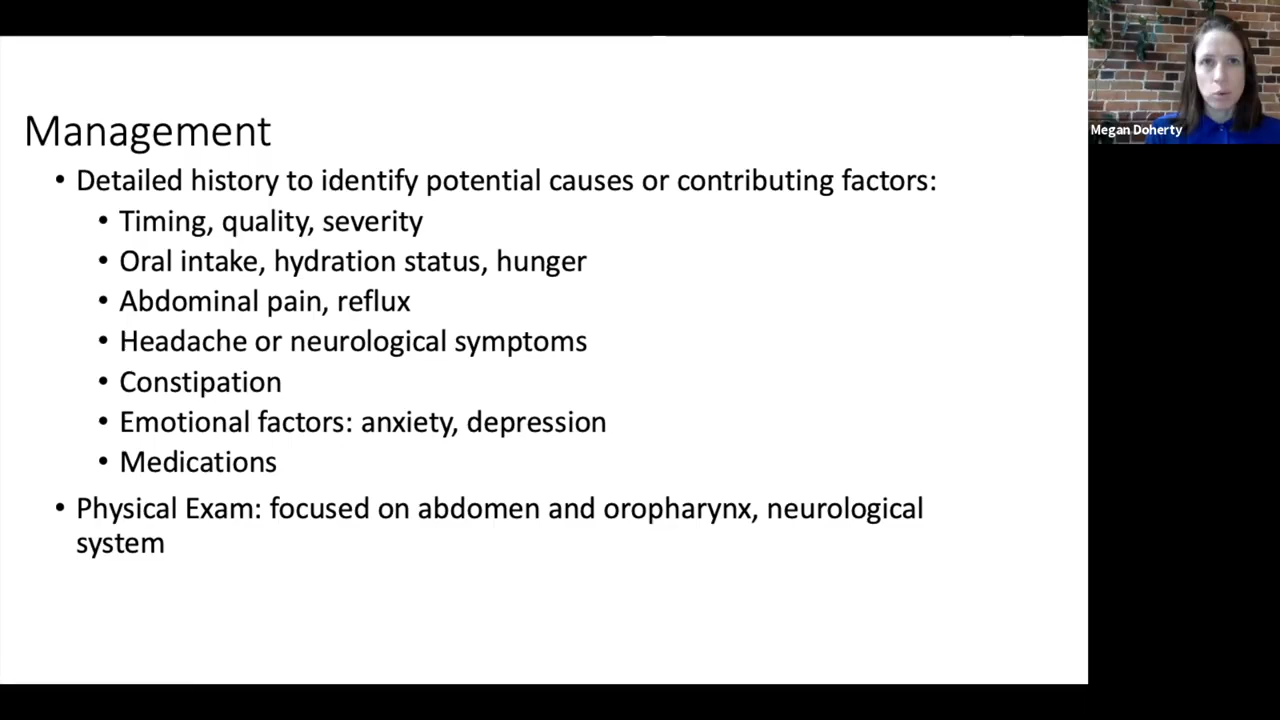 Management
• Detailed history to identify potential causes or contributing factors:
• Timing, quality, severity
• Oral intake, hydration status, hunger
• Abdominal pain, reflux
• Headache or neurological symptoms
• Constipation
• Emotional factors: anxiety, depression
• Medications
• Physical Exam: focused on abdomen and oropharynx, neurological
system
Megan Doherty